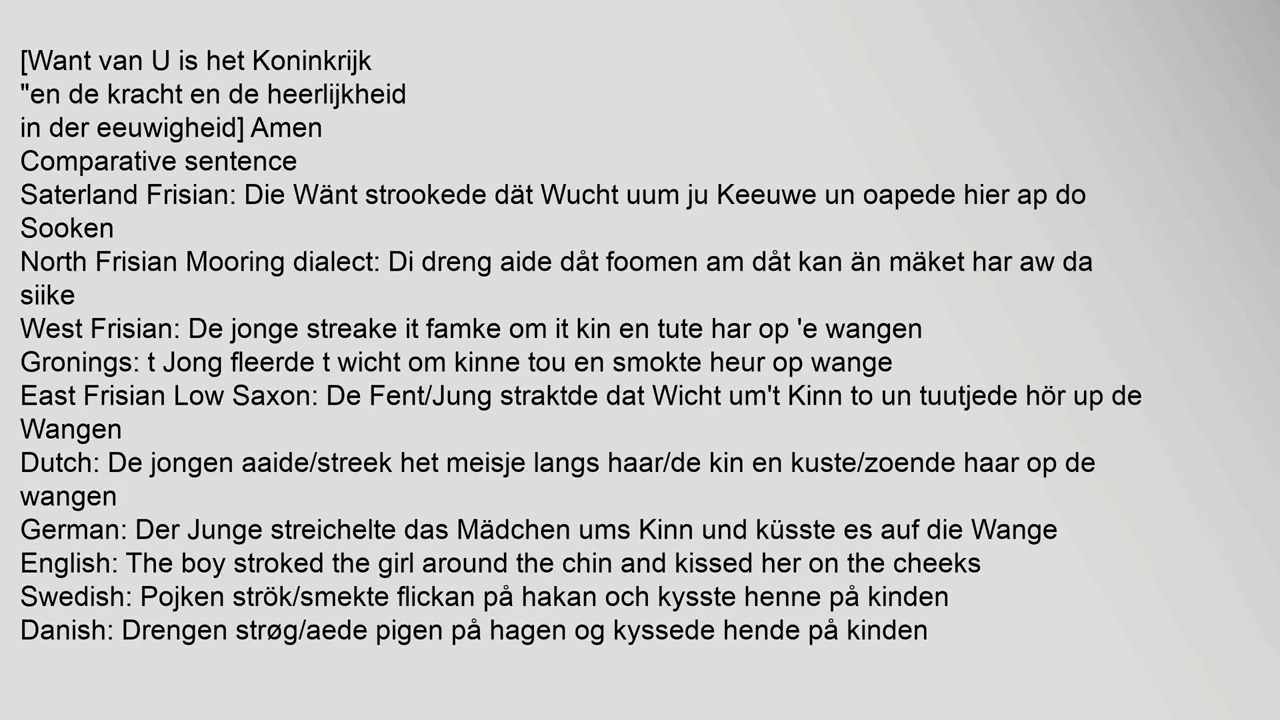 [Want van U is het Koninkrijk
"en de kracht en de heerlijkheid
in der eeuwigheid] Amen
Comparative sentence
Saterland Frisian: Die Wänt strookede dät Wucht uum ju Keeuwe un oapede hier ap do
Sooken
North Frisian Mooring dialect: Di dreng aide dåt foomen am dåt kan än mäket har aw da
siike
West Frisian: De jonge streake it famke om it kin en tute har op 'e wangen
Gronings: t Jong fleerde t wicht om kinne tou en smokte heur op wange
East Frisian Low Saxon: De Fent/Jung straktde dat Wicht um't Kinn to un tuutjede hör up de
Wangen
Dutch: De jongen aaide/streek het meisje langs haar/de kin en kuste/zoende haar op de
wangen
German: Der Junge streichelte das Mädchen ums Kinn und küsste es auf die Wange
English: The boy stroked the girl around the chin and kissed her on the cheeks
Swedish: Pojken strök/smekte flickan på hakan och kysste henne på kinden
Danish: Drengen strøg/aede pigen på hagen og kyssede hende på kinden